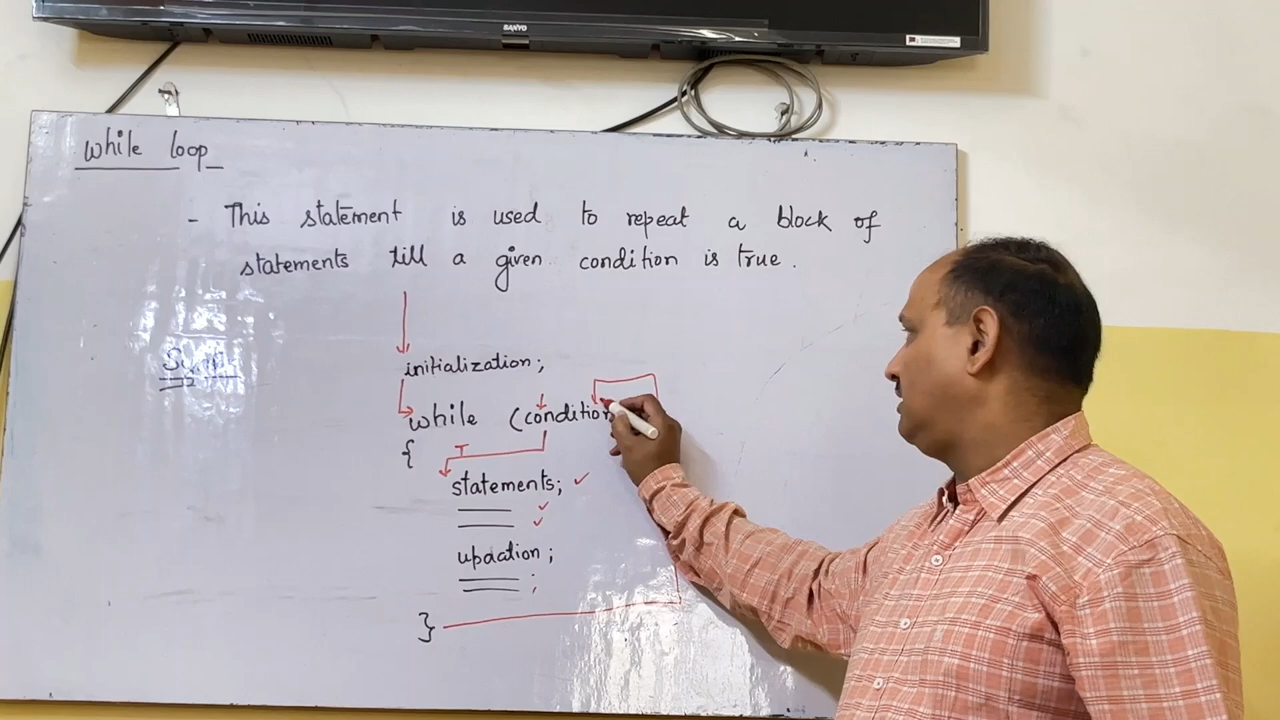 SANYO
While loop
- This statement is used to repeat a block of
statements till a given condition is true.
initialization;
while (condition
{
T
statements;
updation;
;
}